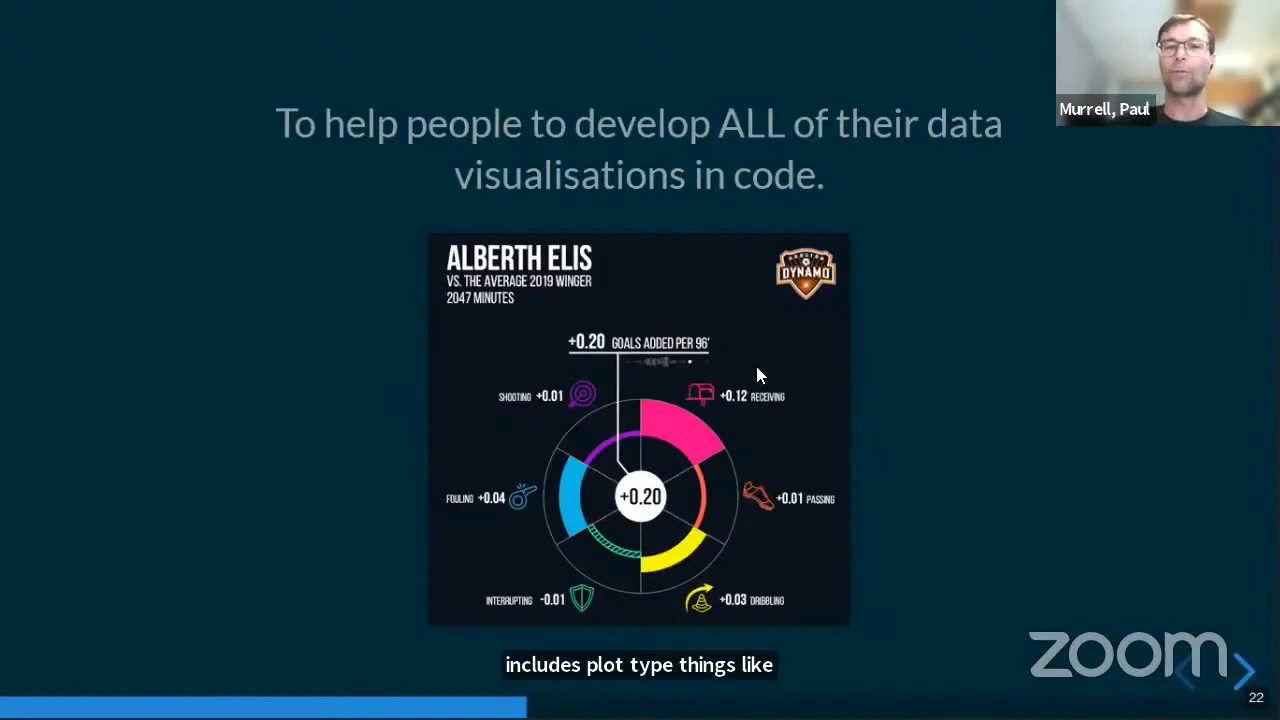 To help people to develop ALL of their data
visualisations in code.
Murrell, Paul
ALBERTH ELIS
VS. THE AVERAGE 2019 WINGER
2047 MINUTES
DYNAMO
+0.20 GOALS ADDED PER 96'
SHOOTING +0.01
+0.12 RECEIVING
FOULING +0.04
+0.20
+0.01 PASSING
INTERRUPTING -0.01
+0.03 DRIBBLING
includes plot type things like
zoom
22